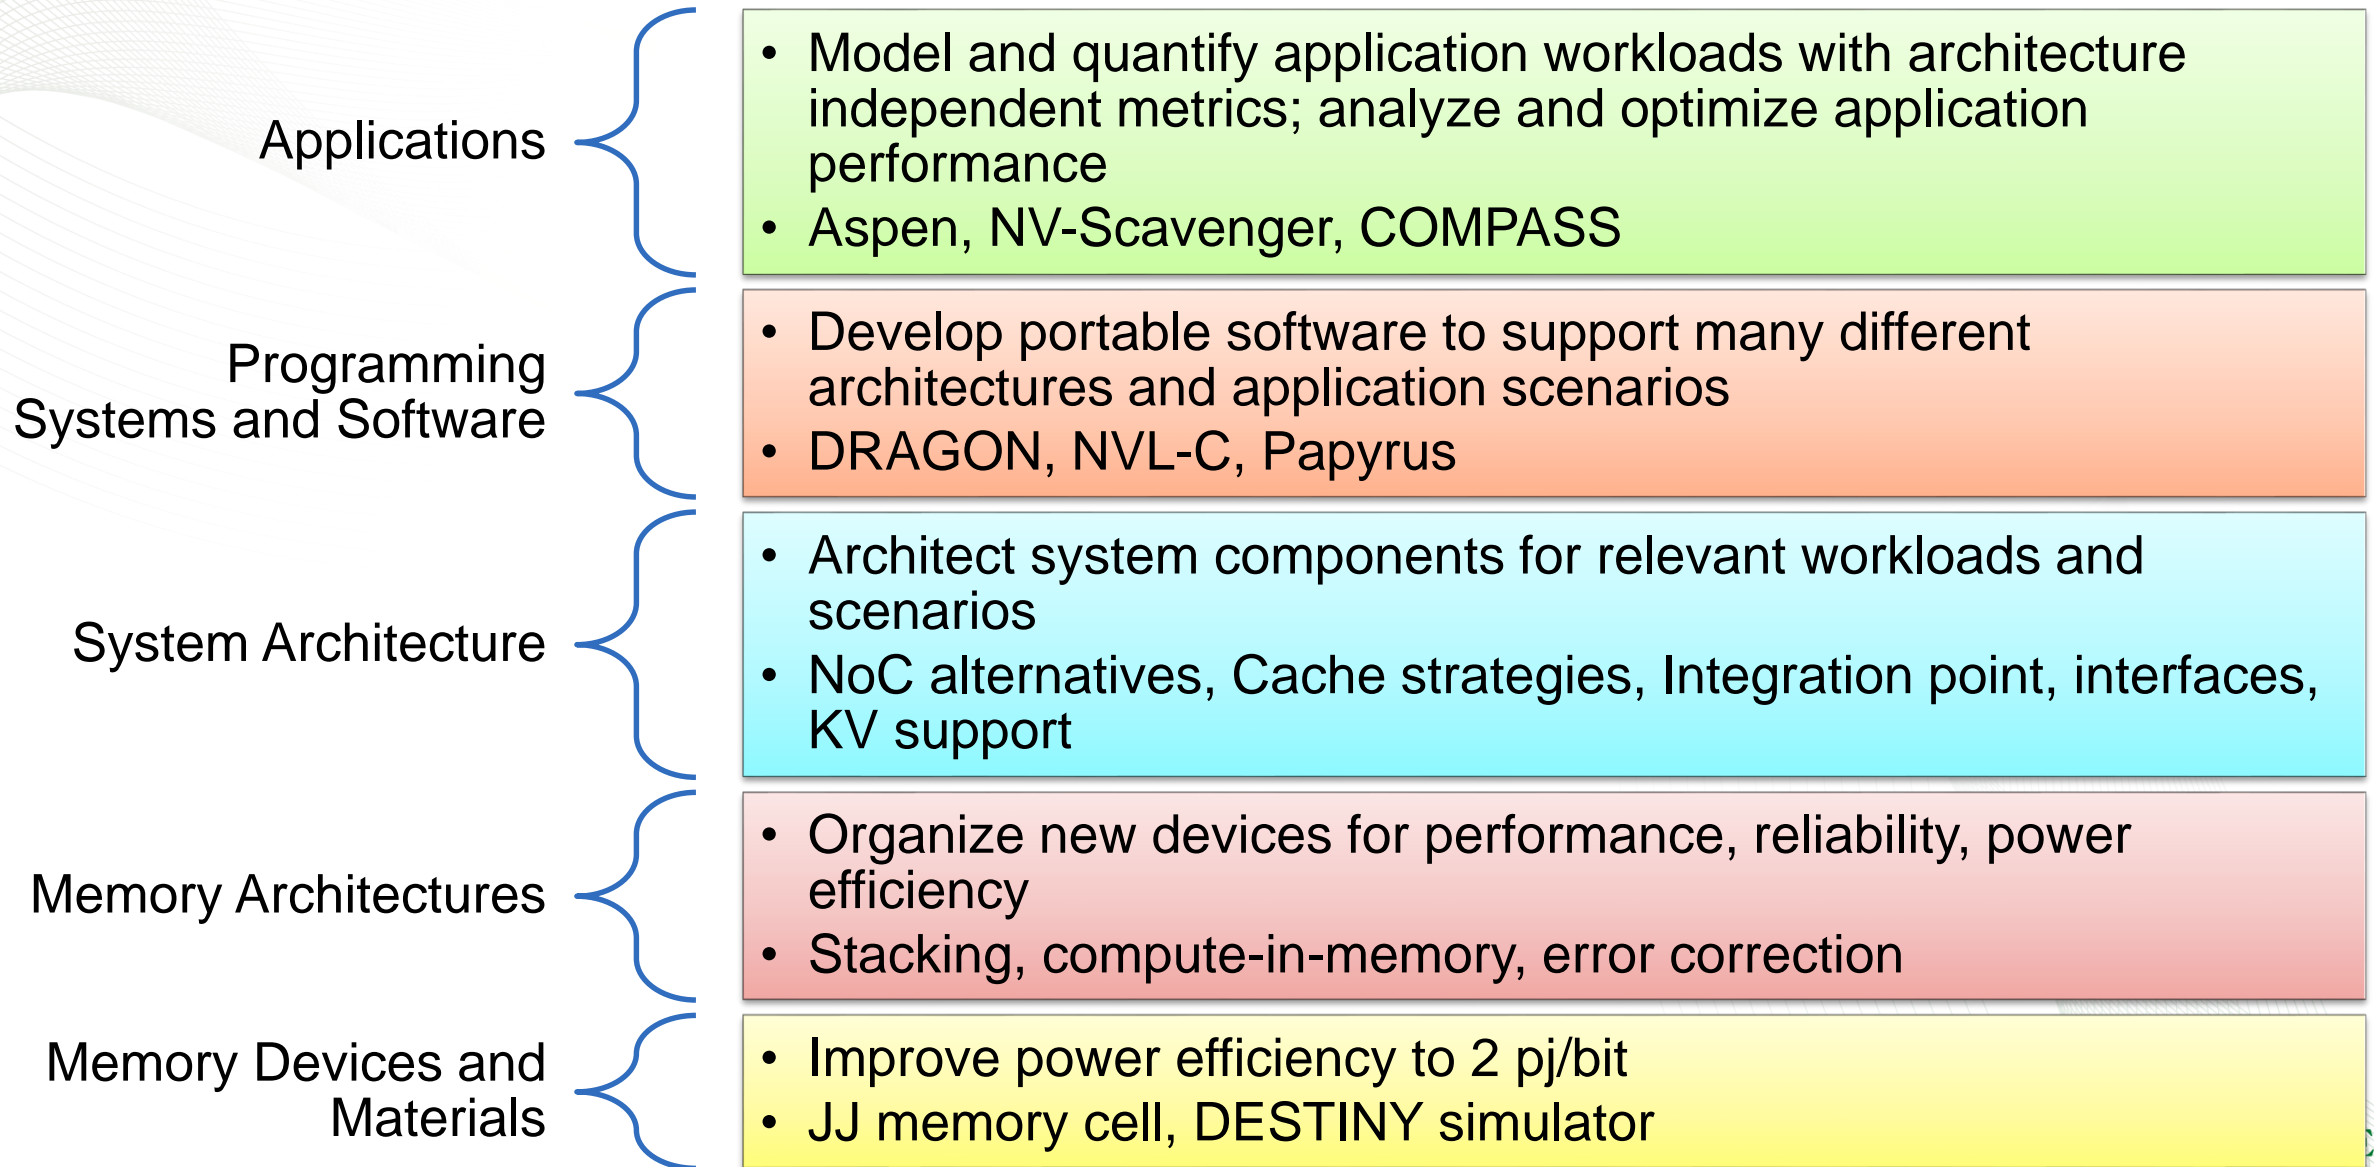 Applications
• Model and quantify application workloads with architecture
independent metrics; analyze and optimize application
performance
• Aspen, NV-Scavenger, COMPASS
Programming
Systems and Software
• Develop portable software to support many different
architectures and application scenarios
• DRAGON, NVL-C, Papyrus
System Architecture
• Architect system components for relevant workloads and
scenarios
• NoC alternatives, Cache strategies, Integration point, interfaces,
KV support
Memory Architectures
• Organize new devices for performance, reliability, power
efficiency
• Stacking, compute-in-memory, error correction
Memory Devices and
Materials
• Improve power efficiency to 2 pj/bit
• JJ memory cell, DESTINY simulator